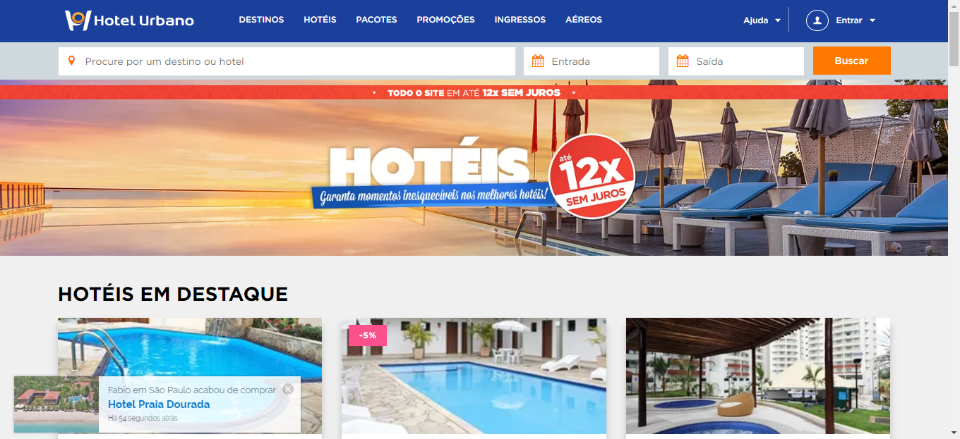 Hotel Urbano
DESTINOS HOTÉIS PACOTES PROMOÇÕES INGRESSOS AÉREOS
Ajuda
Entrar
Procure por um destino ou hotel
Entrada
Saída
Buscar
• TODO O SITE EM ATÉ 12x SEM JUROS •
HOTÉIS
Garanta momentos inesquecíveis nos melhores hotéis!
até
12x
SEM JUROS
HOTÉIS EM DESTAQUE
-5%
Fabio em São Paulo acabou de comprar
Hotel Praia Dourada
Há 54 segundos atrás